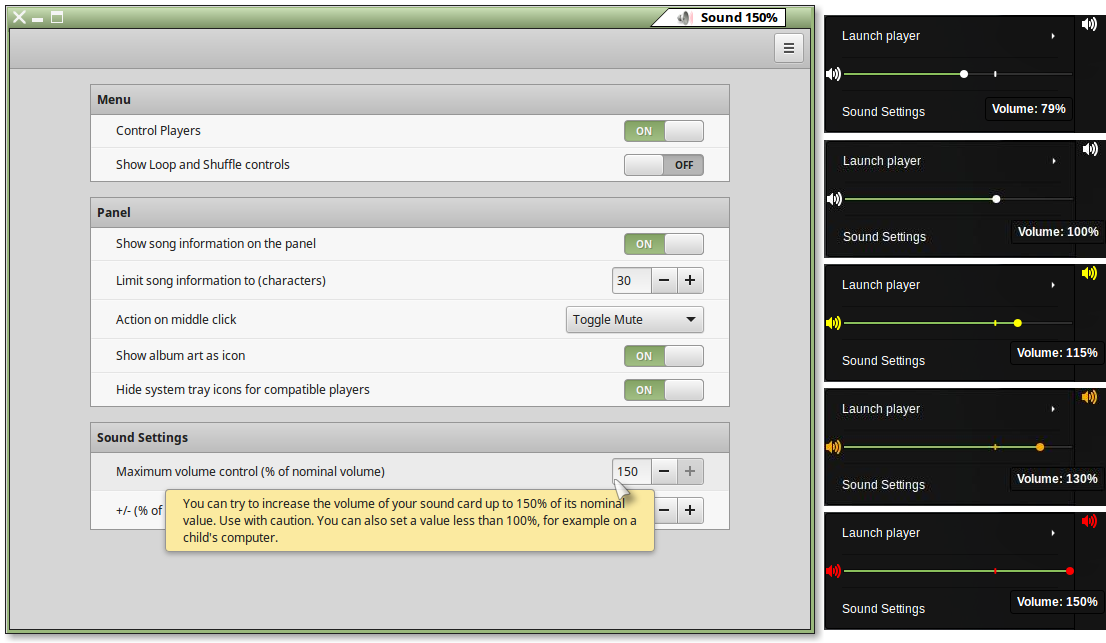 Sound 150%
Menu
Control Players
ON
Show Loop and Shuffle controls
OFF
Panel
Show song information on the panel
ON
Limit song information to (characters)
30
Action on middle click
Toggle Mute
Show album art as icon
ON
Hide system tray icons for compatible players
ON
Sound Settings
Maximum volume control (% of nominal volume)
150
+/- (% of
You can try to increase the volume of your sound card up to 150% of its nominal
value. Use with caution. You can also set a value less than 100%, for example on a
child's computer.
Launch player
Sound Settings
Volume: 79%
Launch player
Sound Settings
Volume: 100%
Launch player
Sound Settings
Volume: 115%
Launch player
Sound Settings
Volume: 130%
Launch player
Sound Settings
Volume: 150%